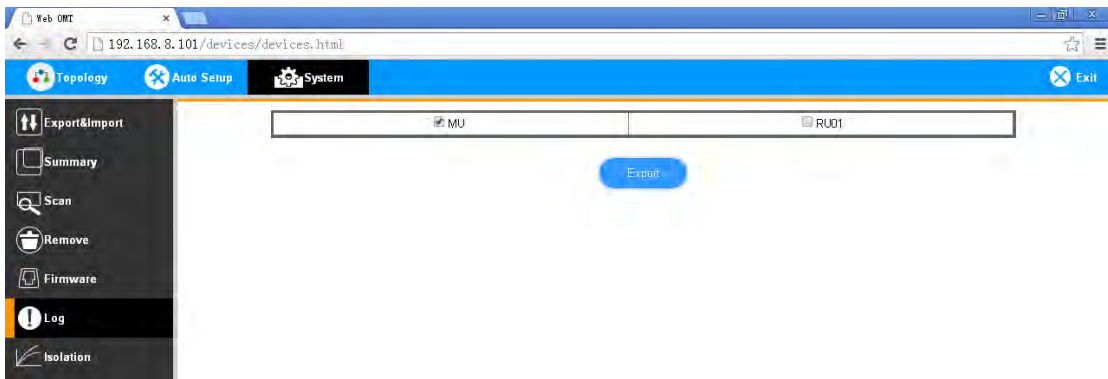 Web OMT
192.168.8.101/devices/devices.html
Topology Auto Setup System Exit
Export&Import
Summary
Scan
Remove
Firmware
Log
Isolation
MU RU01
Export